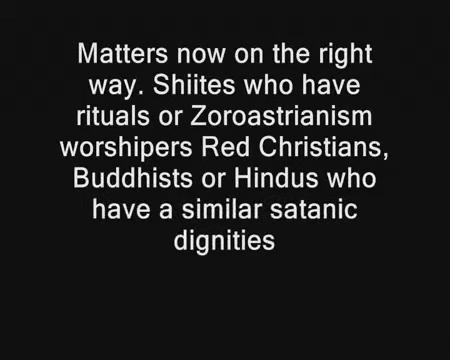 Matters now on the right
way. Shiites who have
rituals or Zoroastrianism
worshipers Red Christians,
Buddhists or Hindus who
have a similar satanic
dignities